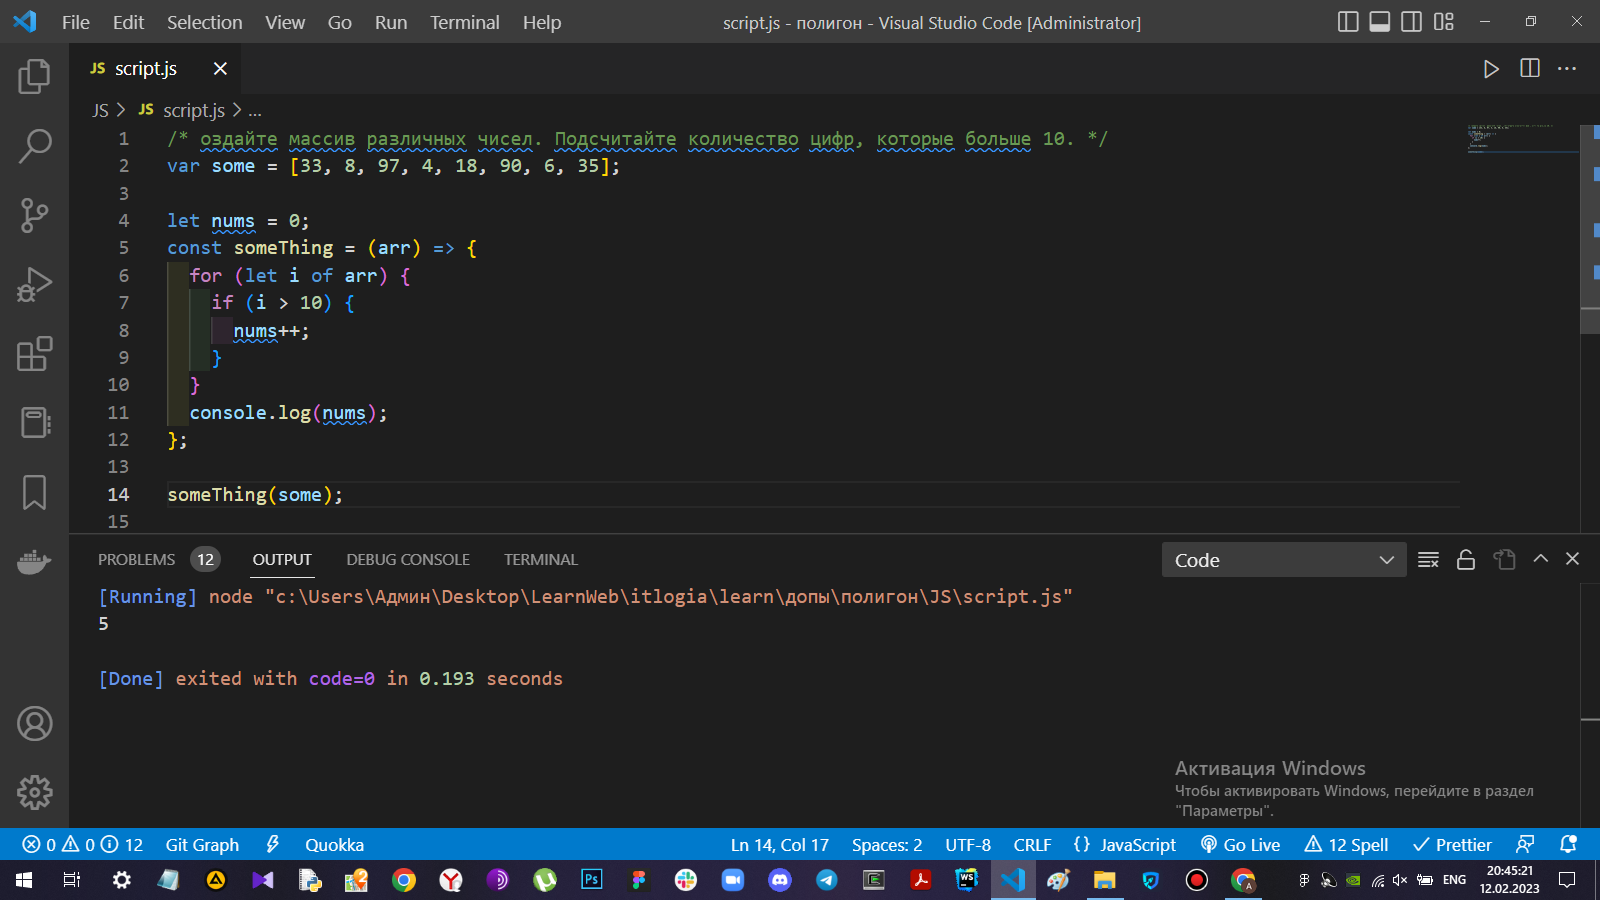 File Edit Selection View Go Run Terminal Help script.js - полигон - Visual Studio Code [Administrator]
JS script.js
JS > JS script.js > ...
1 /* оздайте массив различных чисел. Подсчитайте количество цифр, которые больше 10. */
2 var some = [33, 8, 97, 4, 18, 90, 6, 35];
3
4 let nums = 0;
5 const someThing = (arr) => {
6 for (let i of arr) {
7 if (i > 10) {
8 nums++;
9 }
10 }
11 console.log(nums);
12 };
13
14 someThing(some);
15
PROBLEMS 12 OUTPUT DEBUG CONSOLE TERMINAL Code
[Running] node "c:\Users\Админ\Desktop\LearnWeb\itlogia\learn\допы\полигон\JS\script.js"
5
[Done] exited with code=0 in 0.193 seconds
Активация Windows
Чтобы активировать Windows, перейдите в раздел
"Параметры".
0 0 12 Git Graph Quokka Ln 14, Col 17 Spaces: 2 UTF-8 CRLF {} JavaScript Go Live 12 Spell Prettier
Ps WS ENG 20:45:21
12.02.2023